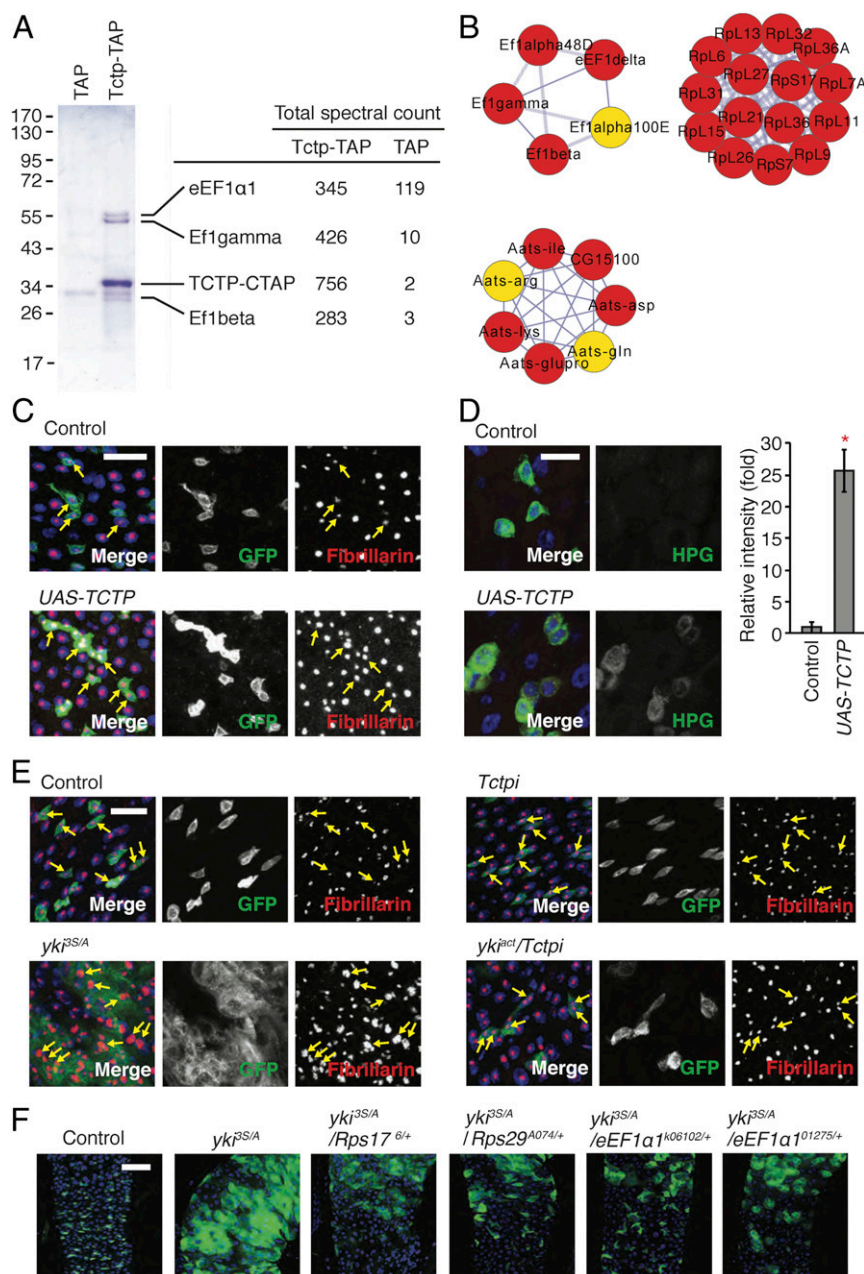 A
TAP
Tctp-TAP
170
130
95
72
55
43
34
26
17
Total spectral count
Tctp-TAP TAP
eEF1α1 345 119
Ef1gamma 426 10
TCTP-CTAP 756 2
Ef1beta 283 3
B
Ef1alpha48D
eEF1delta
Ef1gamma
Ef1alpha100E
Ef1beta
RpL13
RpL32
RpL6
RpL36A
RpL27
RpS17
RpL7A
RpL31
RpL21
RpL36
RpL11
RpL15
RpL26
RpS7
RpL9
Aats-ile
CG15100
Aats-arg
Aats-asp
Aats-lys
Aats-gln
Aats-glupro
C
Control
Merge
GFP
Fibrillarin
UAS-TCTP
Merge
GFP
Fibrillarin
D
Control
Merge
HPG
UAS-TCTP
Merge
HPG
Relative intensity (fold)
30
25
20
15
10
5
0
*
Control
UAS-TCTP
E
Control
Merge
GFP
Fibrillarin
yki3S/A
Merge
GFP
Fibrillarin
Tctpi
Merge
GFP
Fibrillarin
ykiact/Tctpi
Merge
GFP
Fibrillarin
F
Control
yki3S/A
yki3S/A
/Rps17 6/+
yki3S/A
/Rps29A074/+
yki3S/A
/eEF1α1k06102/+
yki3S/A
/eEF1α101275/+